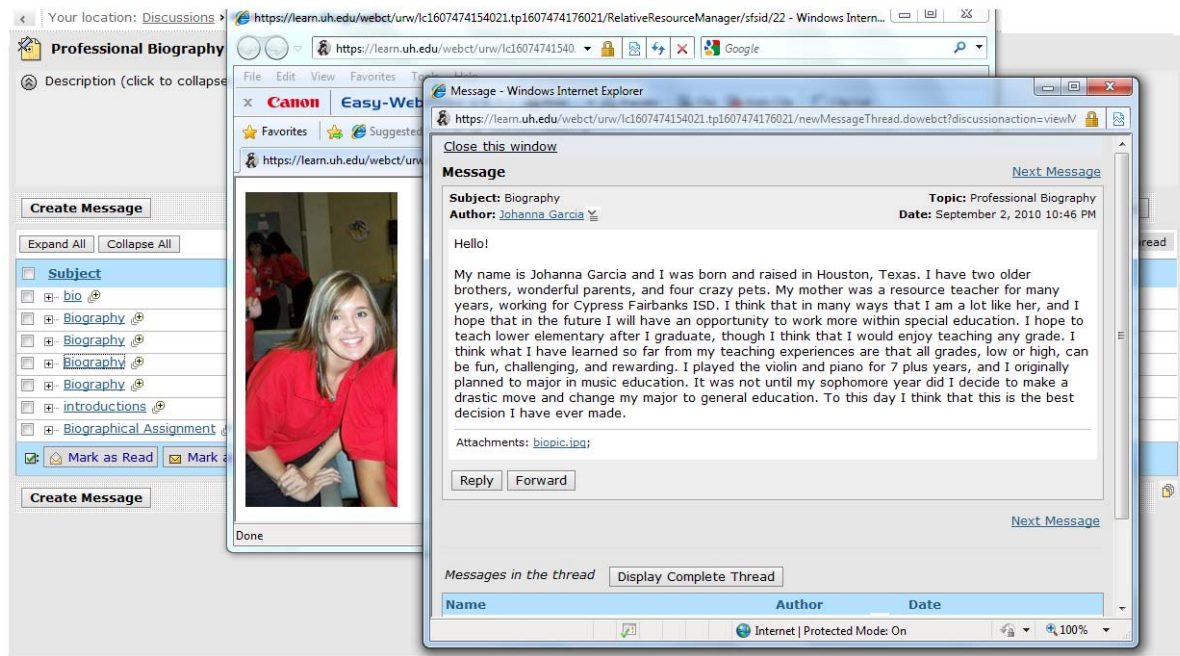 Your location: Discussions ›
Professional Biography
Description (click to collapse
Create Message
Expand All
Collapse All
Subject
bio
Biography
Biography
Biography
Biography
introductions
Biographical Assignment
Mark as Read
Mark a
Create Message
read
https://learn.uh.edu/webct/urw/lc1607474154021.tp1607474176021/RelativeResourceManager/sfsid/22 - Windows Intern...
https://learn.uh.edu/webct/urw/lc16074741540
Google
File Edit View Favorites Tools Help
x Canon Easy-Web
Favorites
Suggested
https://learn.uh.edu/webct/urw
Done
Message - Windows Internet Explorer
https://learn.uh.edu/webct/urw/lc1607474154021.tp1607474176021/newMessageThread.dowebct?discussionaction=viewM
Close this window
Message
Next Message
Subject: Biography
Topic: Professional Biography
Author: Johanna Garcia
Date: September 2, 2010 10:46 PM
Hello!
My name is Johanna Garcia and I was born and raised in Houston, Texas. I have two older
brothers, wonderful parents, and four crazy pets. My mother was a resource teacher for many
years, working for Cypress Fairbanks ISD. I think that in many ways that I am a lot like her, and I
hope that in the future I will have an opportunity to work more within special education. I hope to
teach lower elementary after I graduate, though I think that I would enjoy teaching any grade. I
think what I have learned so far from my teaching experiences are that all grades, low or high, can
be fun, challenging, and rewarding. I played the violin and piano for 7 plus years, and I originally
planned to major in music education. It was not until my sophomore year did I decide to make a
drastic move and change my major to general education. To this day I think that this is the best
decision I have ever made.
Attachments: biopic.jpg;
Reply
Forward
Next Message
Messages in the thread
Display Complete Thread
Name Author Date
Internet | Protected Mode: On
100%